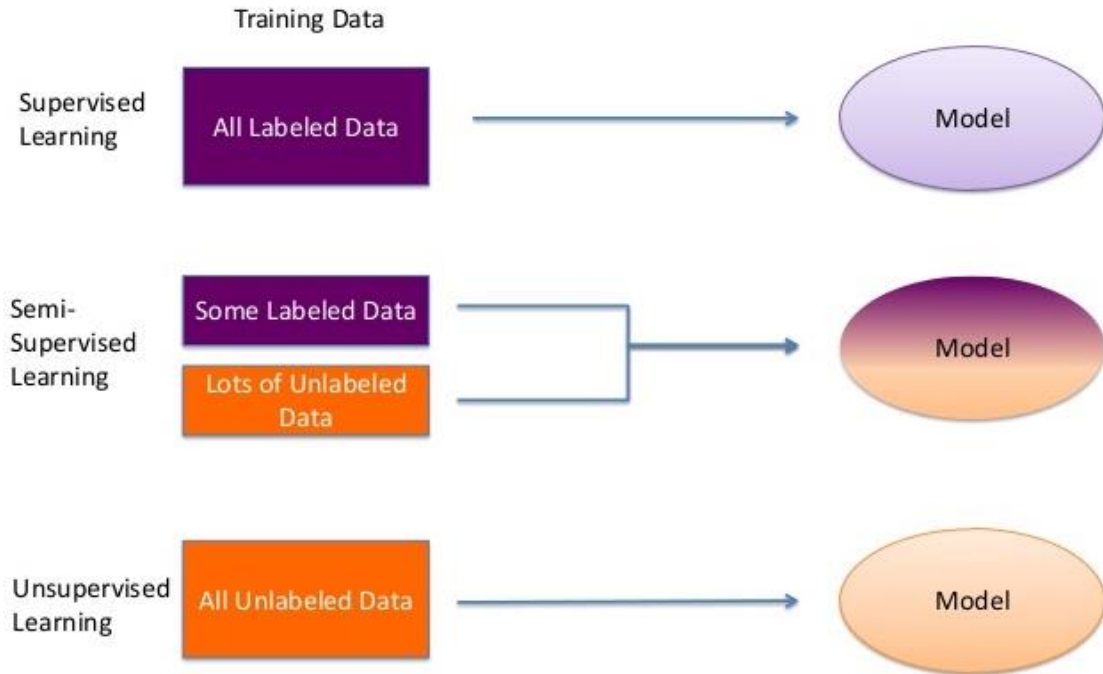 Training Data
Supervised
Learning
All Labeled Data
Model
Semi-
Supervised
Learning
Some Labeled Data
Lots of Unlabeled
Data
Model
Unsupervised
Learning
All Unlabeled Data
Model